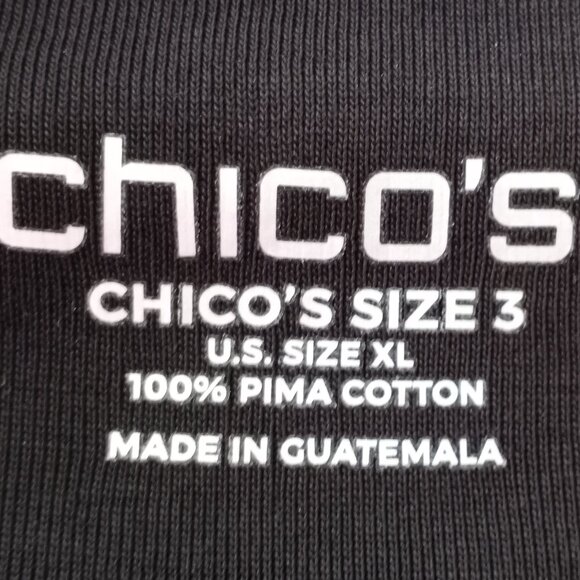 chico's
CHICO'S SIZE 3
U.S. SIZE XL
100% PIMA COTTON
MADE IN GUATEMALA